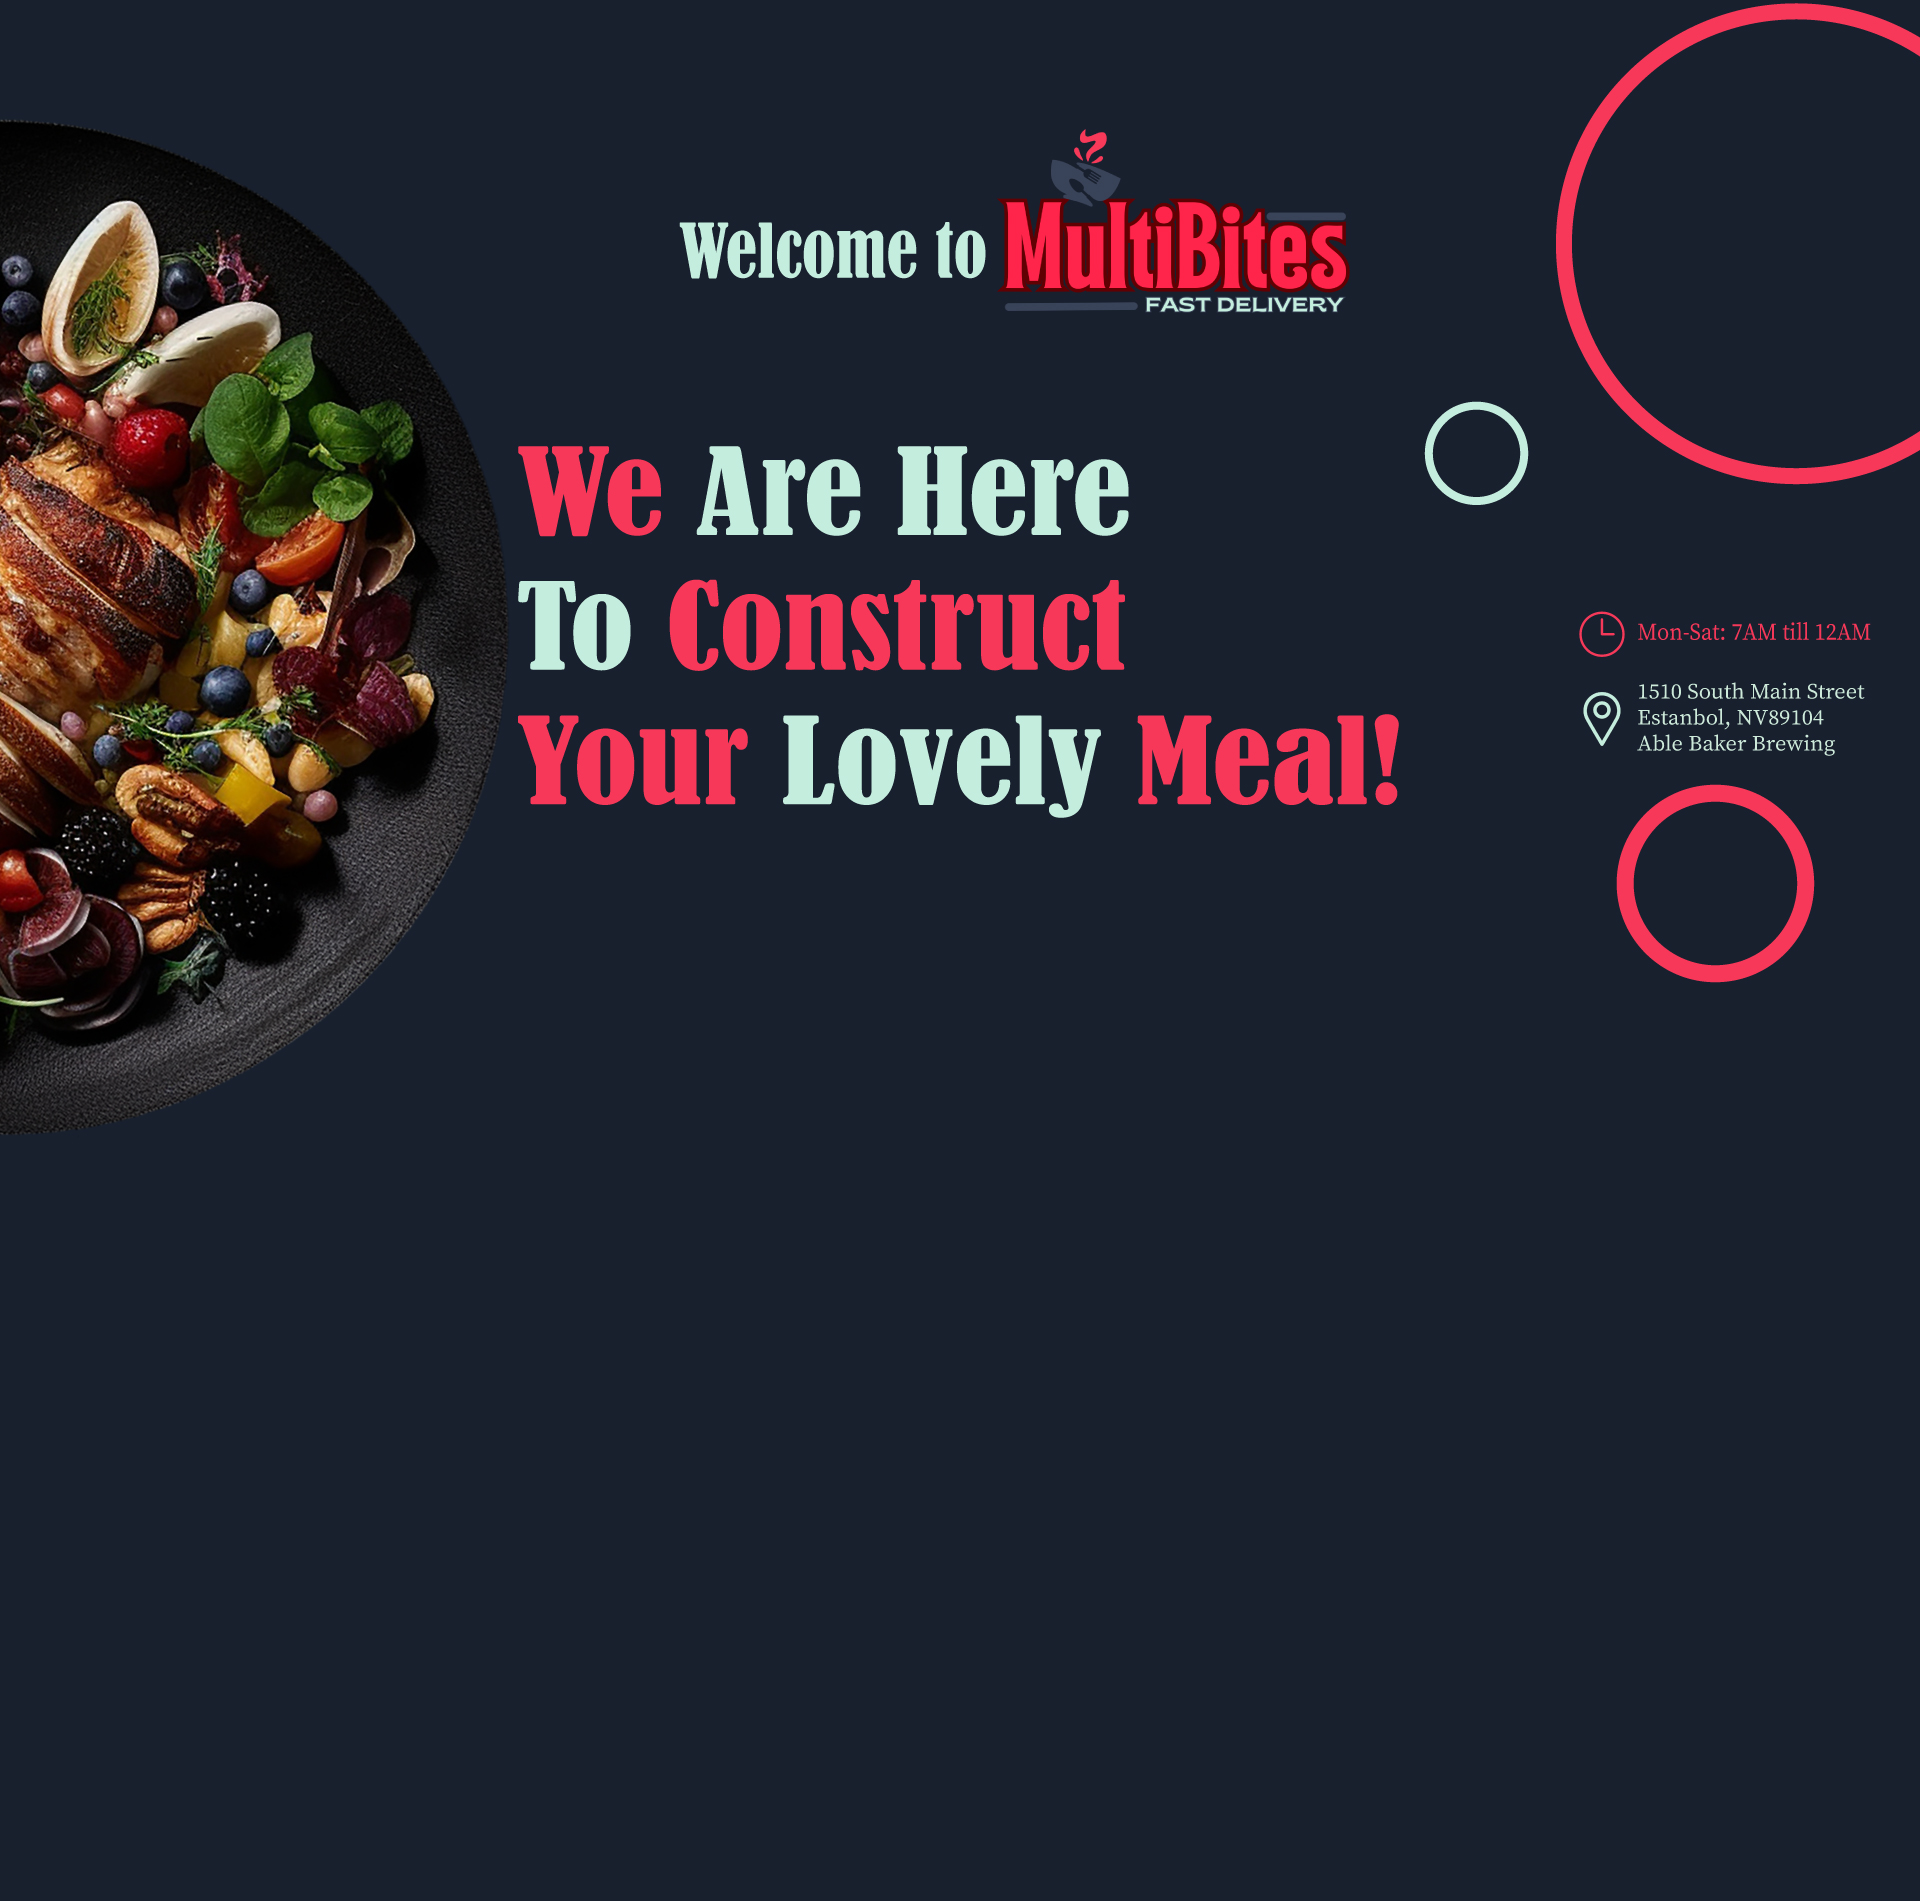 Welcome to MultiBites
FAST DELIVERY
We Are Here
To Construct
Your Lovely Meal!
Mon-Sat: 7AM till 12AM
1510 South Main Street
Estanbol, NV89104
Able Baker Brewing